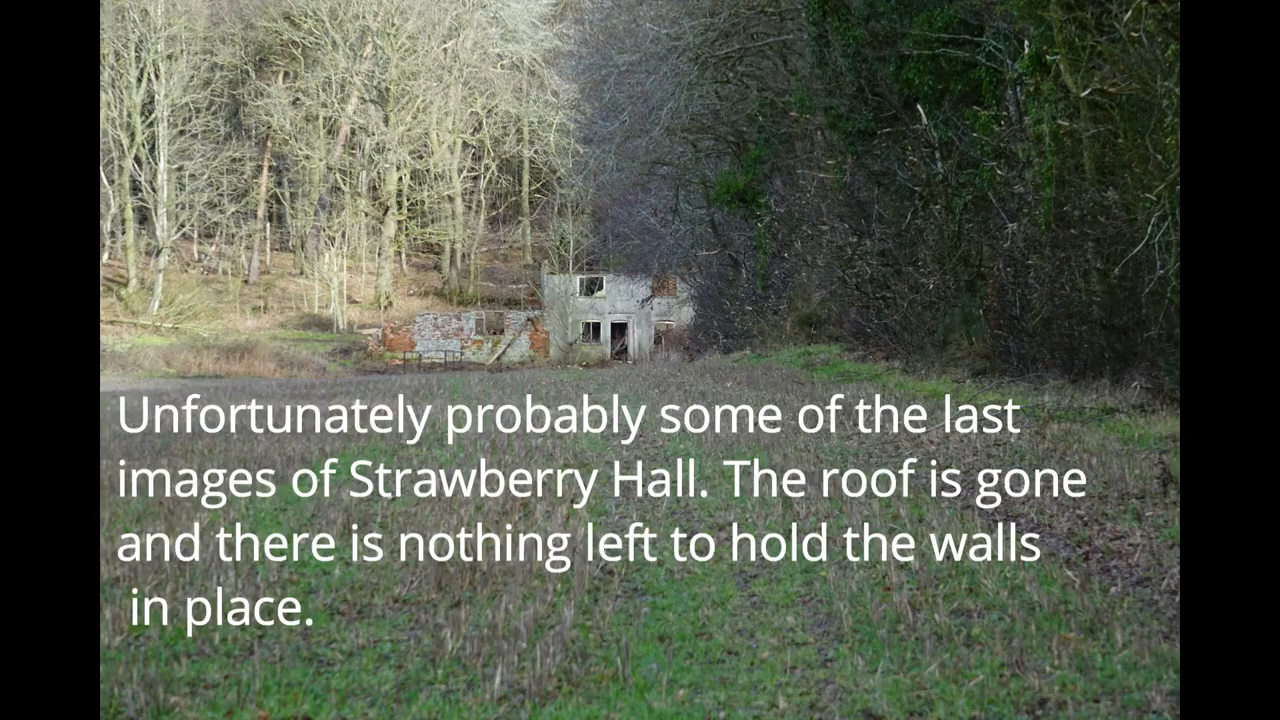 Unfortunately probably some of the last
images of Strawberry Hall. The roof is gone
and there is nothing left to hold the walls
in place.